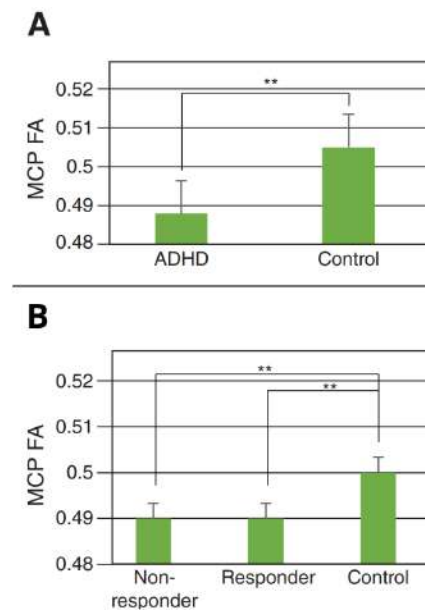 A
MCP FA
0.52
0.51
0.5
0.49
0.48
**
ADHD Control
B
MCP FA
0.52
0.51
0.5
0.49
0.48
**
**
Non-
responder Responder Control